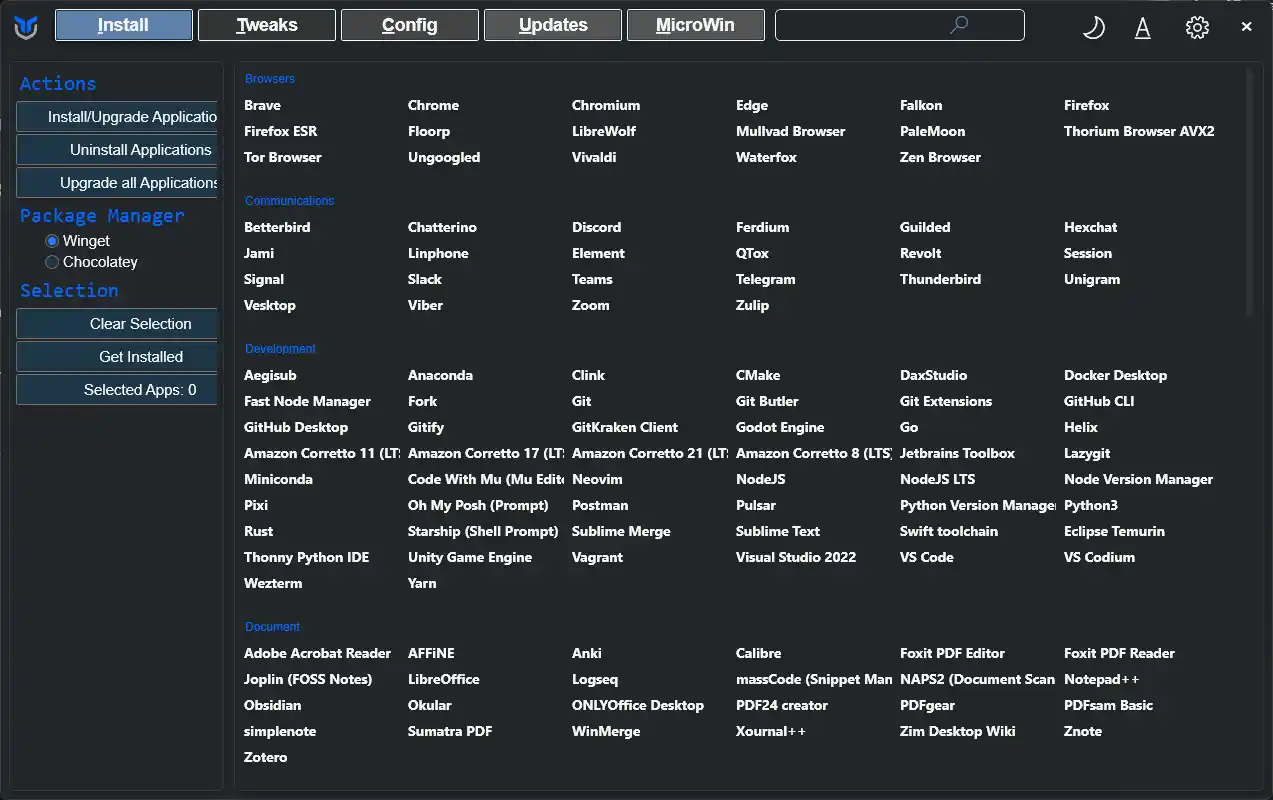 Install Tweaks Config Updates MicroWin A
Actions
Install/Upgrade Applicatio
Uninstall Applications
Upgrade all Applications
Package Manager
Winget
Chocolatey
Selection
Clear Selection
Get Installed
Selected Apps: 0
Browsers
Brave Chrome Chromium Edge Falkon Firefox
Firefox ESR Floorp LibreWolf Mullvad Browser PaleMoon Thorium Browser AVX2
Tor Browser Ungoogled Vivaldi Waterfox Zen Browser
Communications
Betterbird Chatterino Discord Ferdium Guilded Hexchat
Jami Linphone Element QTox Revolt Session
Signal Slack Teams Telegram Thunderbird Unigram
Vesktop Viber Zoom Zulip
Development
Aegisub Anaconda Clink CMake DaxStudio Docker Desktop
Fast Node Manager Fork Git Git Butler Git Extensions GitHub CLI
GitHub Desktop Gitify GitKraken Client Godot Engine Go Helix
Amazon Corretto 11 (LT Amazon Corretto 17 (LT Amazon Corretto 21 (LT Amazon Corretto 8 (LTS) Jetbrains Toolbox Lazygit
Miniconda Code With Mu (Mu Edit Neovim NodeJS NodeJS LTS Node Version Manager
Pixi Oh My Posh (Prompt) Postman Pulsar Python Version Manage Python3
Rust Starship (Shell Prompt) Sublime Merge Sublime Text Swift toolchain Eclipse Temurin
Thonny Python IDE Unity Game Engine Vagrant Visual Studio 2022 VS Code VS Codium
Wezterm Yarn
Document
Adobe Acrobat Reader AFFiNE Anki Calibre Foxit PDF Editor Foxit PDF Reader
Joplin (FOSS Notes) LibreOffice Logseq massCode (Snippet Man NAPS2 (Document Scan Notepad++
Obsidian Okular ONLYOffice Desktop PDF24 creator PDFgear PDFsam Basic
simplenote Sumatra PDF WinMerge Xournal++ Zim Desktop Wiki Znote
Zotero